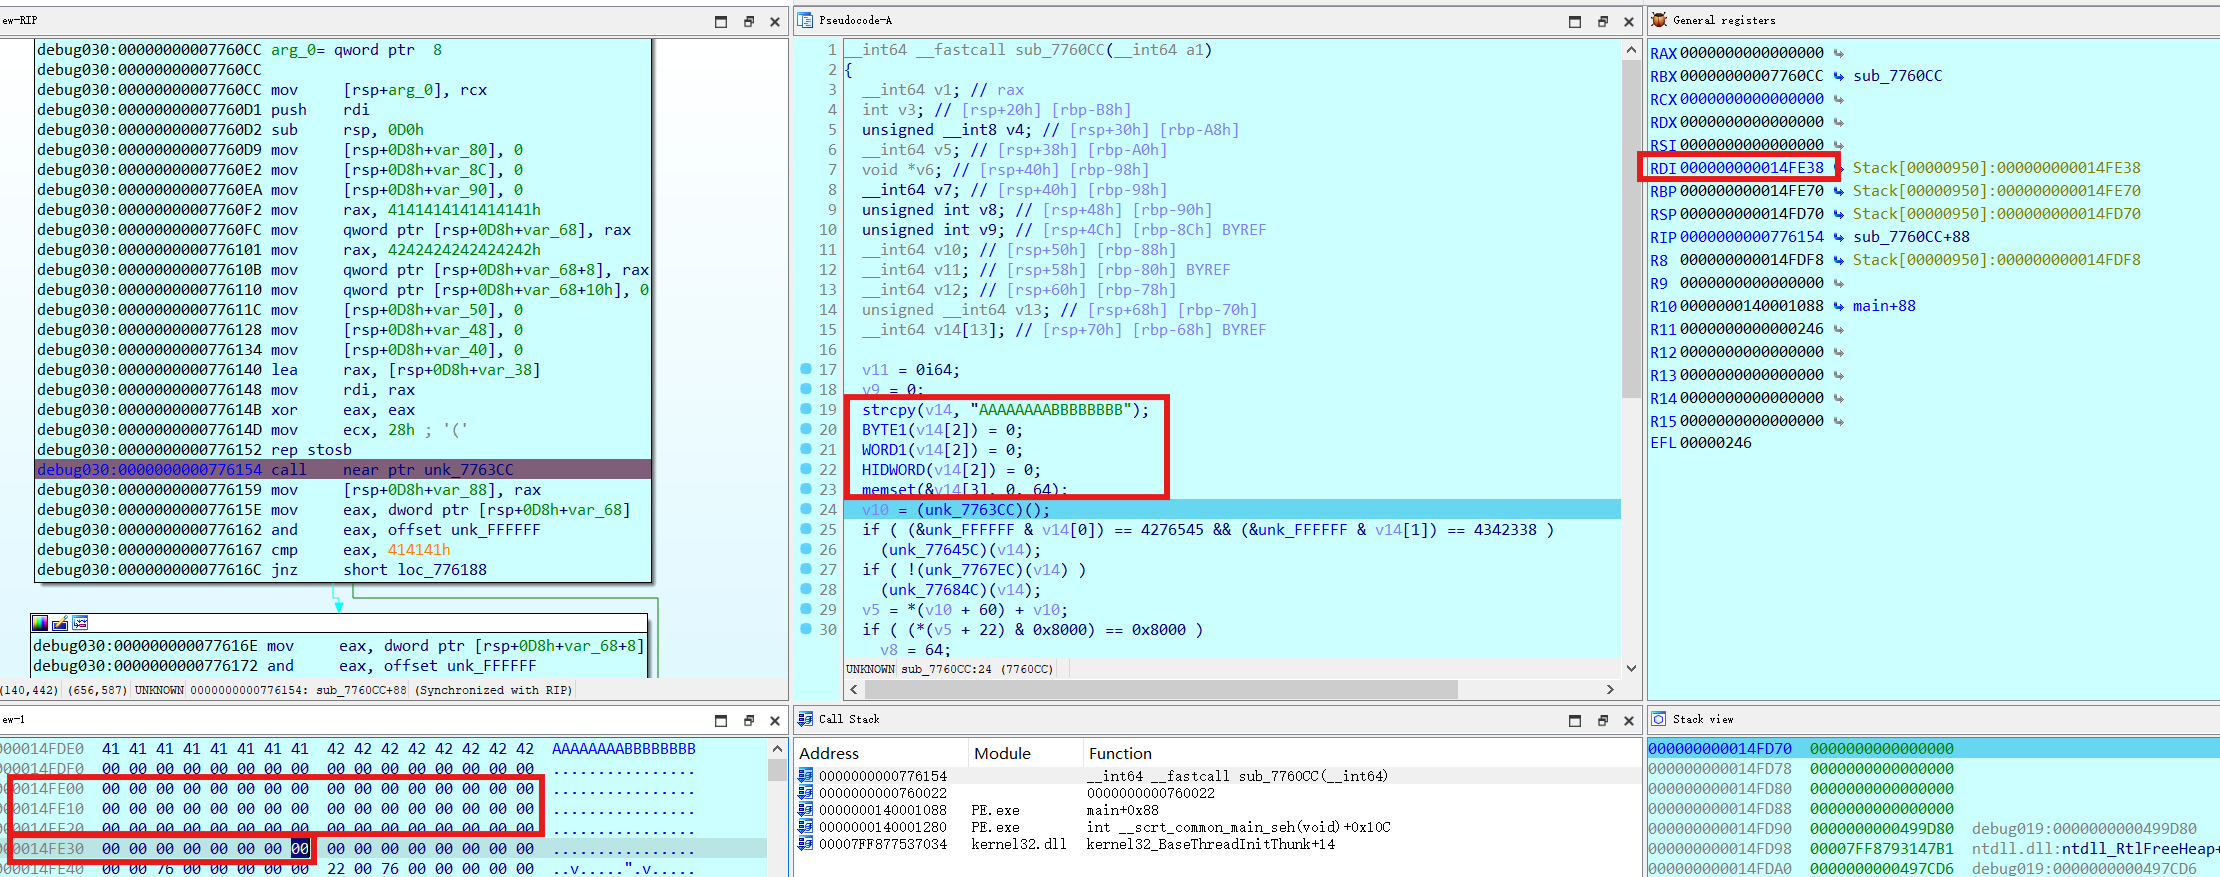 ew-RIP
debug030:00000000007760CC arg_0= qword ptr  8
debug030:00000000007760CC
debug030:00000000007760CC mov     [rsp+arg_0], rcx
debug030:00000000007760D1 push    rdi
debug030:00000000007760D2 sub     rsp, 0D0h
debug030:00000000007760D9 mov     [rsp+0D8h+var_80], 0
debug030:00000000007760E2 mov     [rsp+0D8h+var_8C], 0
debug030:00000000007760EA mov     [rsp+0D8h+var_90], 0
debug030:00000000007760F2 mov     rax, 4141414141414141h
debug030:00000000007760FC mov     qword ptr [rsp+0D8h+var_68], rax
debug030:0000000000776101 mov     rax, 4242424242424242h
debug030:000000000077610B mov     qword ptr [rsp+0D8h+var_68+8], rax
debug030:0000000000776110 mov     qword ptr [rsp+0D8h+var_68+10h], 0
debug030:000000000077611C mov     [rsp+0D8h+var_50], 0
debug030:0000000000776128 mov     [rsp+0D8h+var_48], 0
debug030:0000000000776134 mov     [rsp+0D8h+var_40], 0
debug030:0000000000776140 lea     rax, [rsp+0D8h+var_38]
debug030:0000000000776148 mov     rdi, rax
debug030:000000000077614B xor     eax, eax
debug030:000000000077614D mov     ecx, 28h ; '('
debug030:0000000000776152 rep stosb
debug030:0000000000776154 call    near ptr unk_7763CC
debug030:0000000000776159 mov     [rsp+0D8h+var_88], rax
debug030:000000000077615E mov     eax, dword ptr [rsp+0D8h+var_68]
debug030:0000000000776162 and     eax, offset unk_FFFFFF
debug030:0000000000776167 cmp     eax, 414141h
debug030:000000000077616C jnz     short loc_776188
debug030:000000000077616E mov     eax, dword ptr [rsp+0D8h+var_68+8]
debug030:0000000000776172 and     eax, offset unk_FFFFFF
(140,442) (656,587) UNKNOWN 0000000000776154: sub_7760CC+88 (Synchronized with RIP)
Pseudocode-A
1 __int64 __fastcall sub_7760CC(__int64 a1)
2 {
3   __int64 v1; // rax
4   int v3; // [rsp+20h] [rbp-B8h]
5   unsigned __int8 v4; // [rsp+30h] [rbp-A8h]
6   __int64 v5; // [rsp+38h] [rbp-A0h]
7   void *v6; // [rsp+40h] [rbp-98h]
8   __int64 v7; // [rsp+40h] [rbp-98h]
9   unsigned int v8; // [rsp+48h] [rbp-90h]
10   unsigned int v9; // [rsp+4Ch] [rbp-8Ch] BYREF
11   __int64 v10; // [rsp+50h] [rbp-88h]
12   __int64 v11; // [rsp+58h] [rbp-80h] BYREF
13   __int64 v12; // [rsp+60h] [rbp-78h]
14   unsigned __int64 v13; // [rsp+68h] [rbp-70h]
15   __int64 v14[13]; // [rsp+70h] [rbp-68h] BYREF
16
17   v11 = 0i64;
18   v9 = 0;
19   strcpy(v14, "AAAAAAAABBBBBBBB");
20   BYTE1(v14[2]) = 0;
21   WORD1(v14[2]) = 0;
22   HIDWORD(v14[2]) = 0;
23   memset(&v14[3], 0, 64);
24   v10 = (unk_7763CC)();
25   if ( (&unk_FFFFFF & v14[0]) == 4276545 && (&unk_FFFFFF & v14[1]) == 4342338 )
26     (unk_77645C)(v14);
27   if ( !(unk_7767EC)(v14) )
28     (unk_77684C)(v14);
29   v5 = *(v10 + 60) + v10;
30   if ( (*(v5 + 22) & 0x8000) == 0x8000 )
v8 = 64;
UNKNOWN sub_7760CC:24 (7760CC)
General registers
RAX 0000000000000000
RBX 00000000007760CC sub_7760CC
RCX 0000000000000000
RDX 0000000000000000
RSI 0000000000000000
RDI 000000000014FE38 Stack[00000950]:000000000014FE38
RBP 000000000014FE70 Stack[00000950]:000000000014FE70
RSP 000000000014FD70 Stack[00000950]:000000000014FD70
RIP 0000000000776154 sub_7760CC+88
R8 000000000014FDF8 Stack[00000950]:000000000014FDF8
R9 0000000000000000
R10 0000000140001088 main+88
R11 0000000000000246
R12 0000000000000000
R13 0000000000000000
R14 0000000000000000
R15 0000000000000000
EFL 00000246
ew-1
000014FDE0  41 41 41 41 41 41 41 41  42 42 42 42 42 42 42 42  AAAAAAAABBBBBBBB
000014FDF0  00 00 00 00 00 00 00 00  00 00 00 00 00 00 00 00  ................
000014FE00  00 00 00 00 00 00 00 00  00 00 00 00 00 00 00 00  ................
000014FE10  00 00 00 00 00 00 00 00  00 00 00 00 00 00 00 00  ................
000014FE20  00 00 00 00 00 00 00 00  00 00 00 00 00 00 00 00  ................
000014FE30  00 00 00 00 00 00 00 00  00 00 00 00 00 00 00 00  ................
000014FE40  00 00 76 00 00 00 00 00  22 00 76 00 00 00 00 00  ..v.....".v.....
Call Stack
Address Module Function
0000000000776154 __int64 __fastcall sub_7760CC(__int64)
0000000000760022 0000000000760022
0000000140001088 PE.exe main+0x88
0000000140001280 PE.exe int __scrt_common_main_seh(void)+0x10C
00007FF877537034 kernel32.dll kernel32_BaseThreadInitThunk+14
Stack view
000000000014FD70  0000000000000000
000000000014FD78  0000000000000000
000000000014FD80  0000000000000000
000000000014FD88  0000000000000000
000000000014FD90  0000000000499D80  debug019:0000000000499D80
000000000014FD98  00007FF8793147B1  ntdll.dll:ntdll_RtlFreeHeap+
000000000014FDA0  0000000000497CD6  debug019:0000000000497CD6